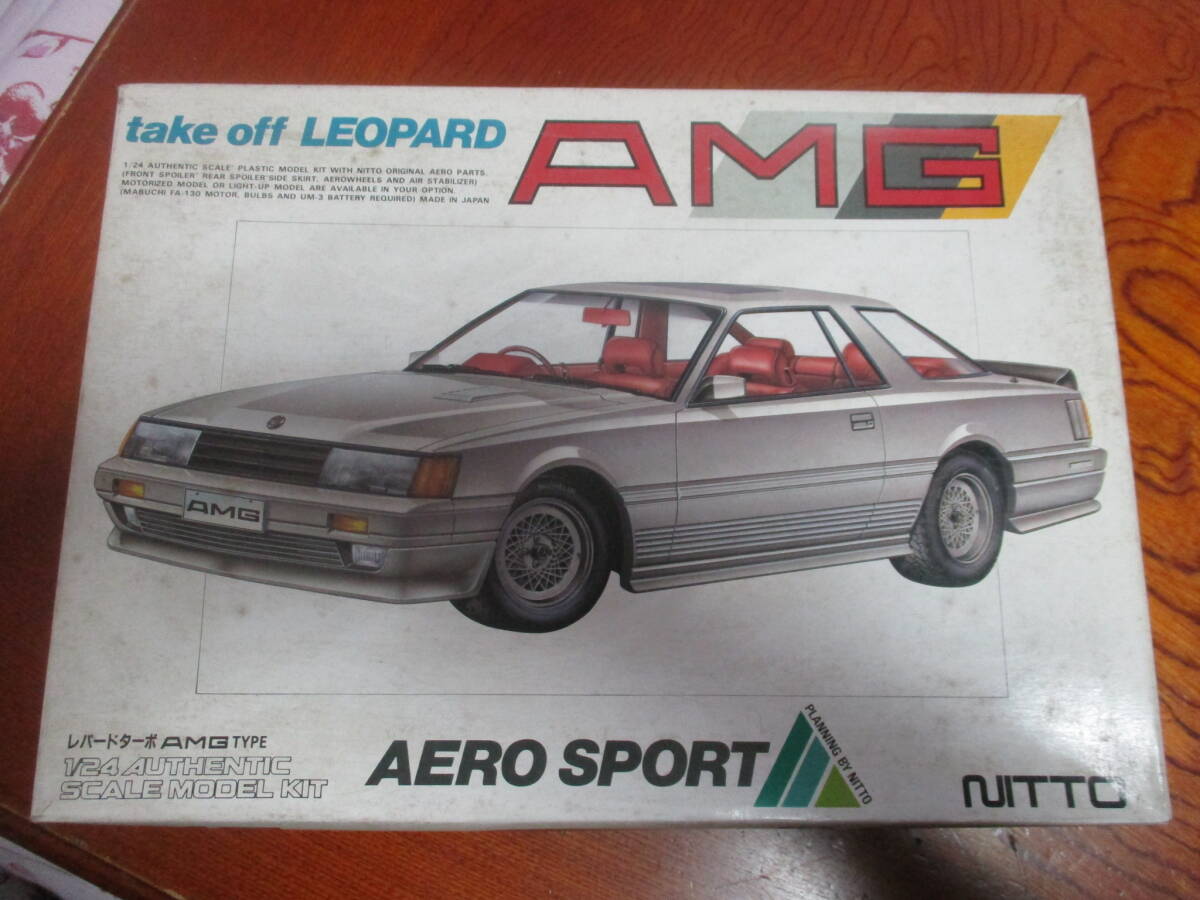 take off LEOPARD
AMG
1/24 AUTHENTIC SCALE' PLASTIC MODEL KIT WITH NITTO ORIGINAL AERO PARTS.
(FRONT SPOILER' REAR SPOILER'SIDE SKIRT, AEROWHEELS AND AIR STABILIZER)
MOTORIZED MODEL OR LIGHT-UP MODEL ARE AVAILABLE IN YOUR OPTION.
(MABUCHI FA-130 MOTOR, BULBS AND UM-3 BATTERY REQUIRED) MADE IN JAPAN
AMG
レパードターボ AMG TYPE
1/24 AUTHENTIC
SCALE MODEL KIT
AERO SPORT
PLANNING BY NITTO
NITTO